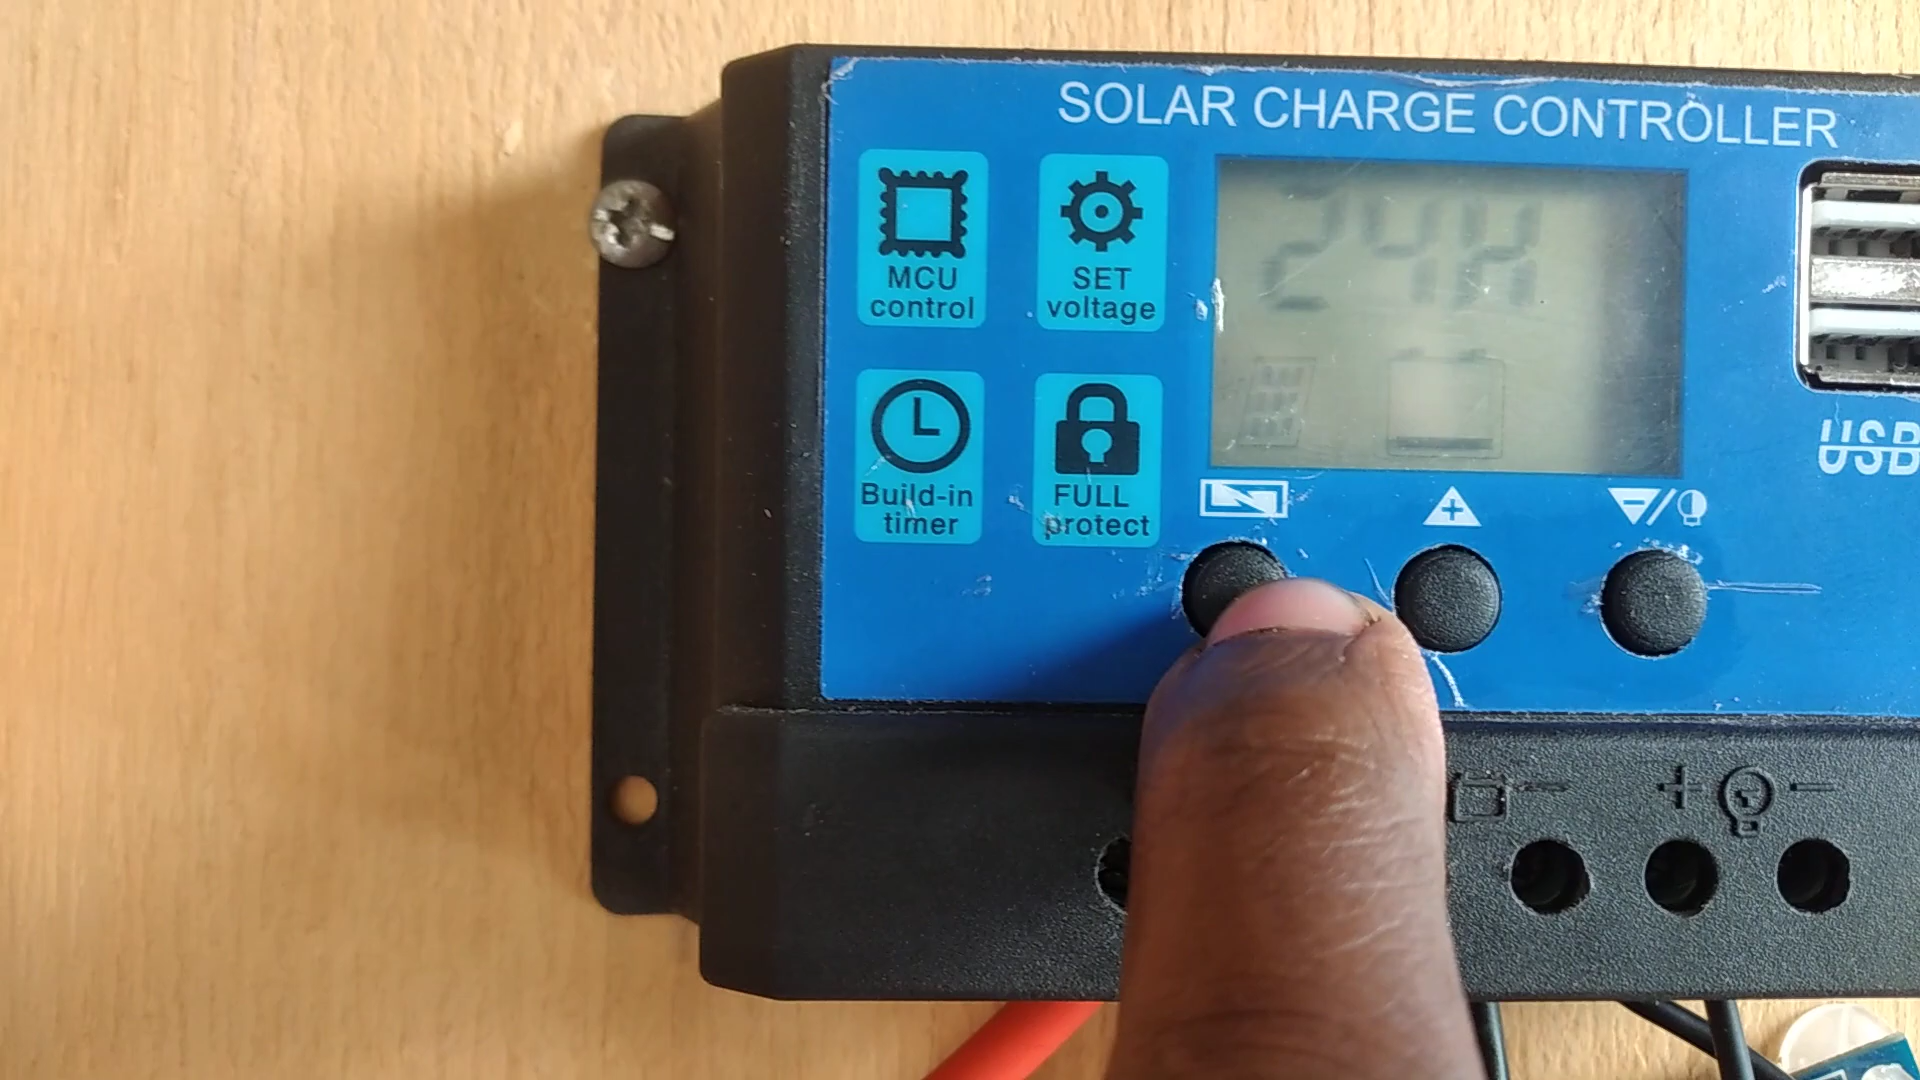 SOLAR CHARGE CONTROLLER
MCU
control
SET
voltage
Build-in
timer
FULL
protect
USB